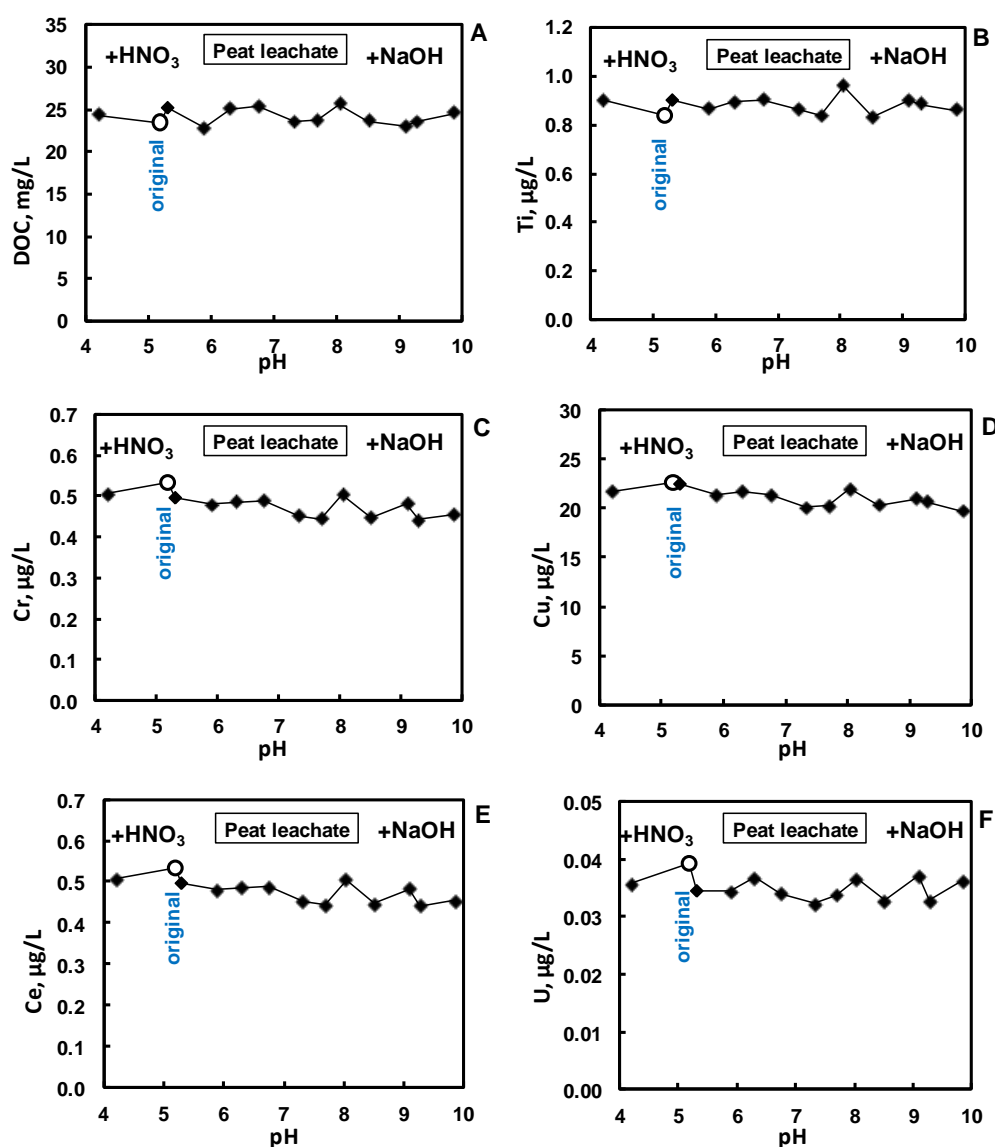 A
+HNO₃ Peat leachate +NaOH
original
DOC, mg/L
35
30
25
20
15
10
5
0
4 5 6 7 8 9 10
pH
B
+HNO₃ Peat leachate +NaOH
original
Ti, µg/L
1.2
1.0
0.8
0.6
0.4
0.2
0.0
4 5 6 7 8 9 10
pH
C
+HNO₃ Peat leachate +NaOH
original
Cr, µg/L
0.7
0.6
0.5
0.4
0.3
0.2
0.1
0.0
4 5 6 7 8 9 10
pH
D
+HNO₃ Peat leachate +NaOH
original
Cu, µg/L
30
25
20
15
10
5
0
4 5 6 7 8 9 10
pH
E
+HNO₃ Peat leachate +NaOH
original
Ce, µg/L
0.7
0.6
0.5
0.4
0.3
0.2
0.1
0.0
4 5 6 7 8 9 10
pH
F
+HNO₃ Peat leachate +NaOH
original
U, µg/L
0.05
0.04
0.03
0.02
0.01
0.00
4 5 6 7 8 9 10
pH